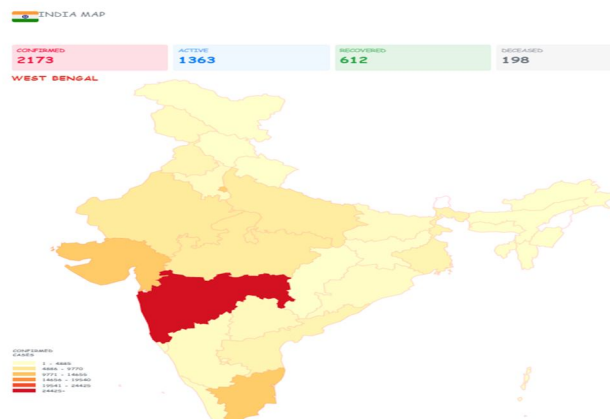 INDIA MAP
CONFIRMED
2173
ACTIVE
1363
RECOVERED
612
DECEASED
198
WEST BENGAL
CONFIRMED
CASES
1 - 4885
4886 - 9770
9771 - 14655
14656 - 19540
19541 - 24425
24425+